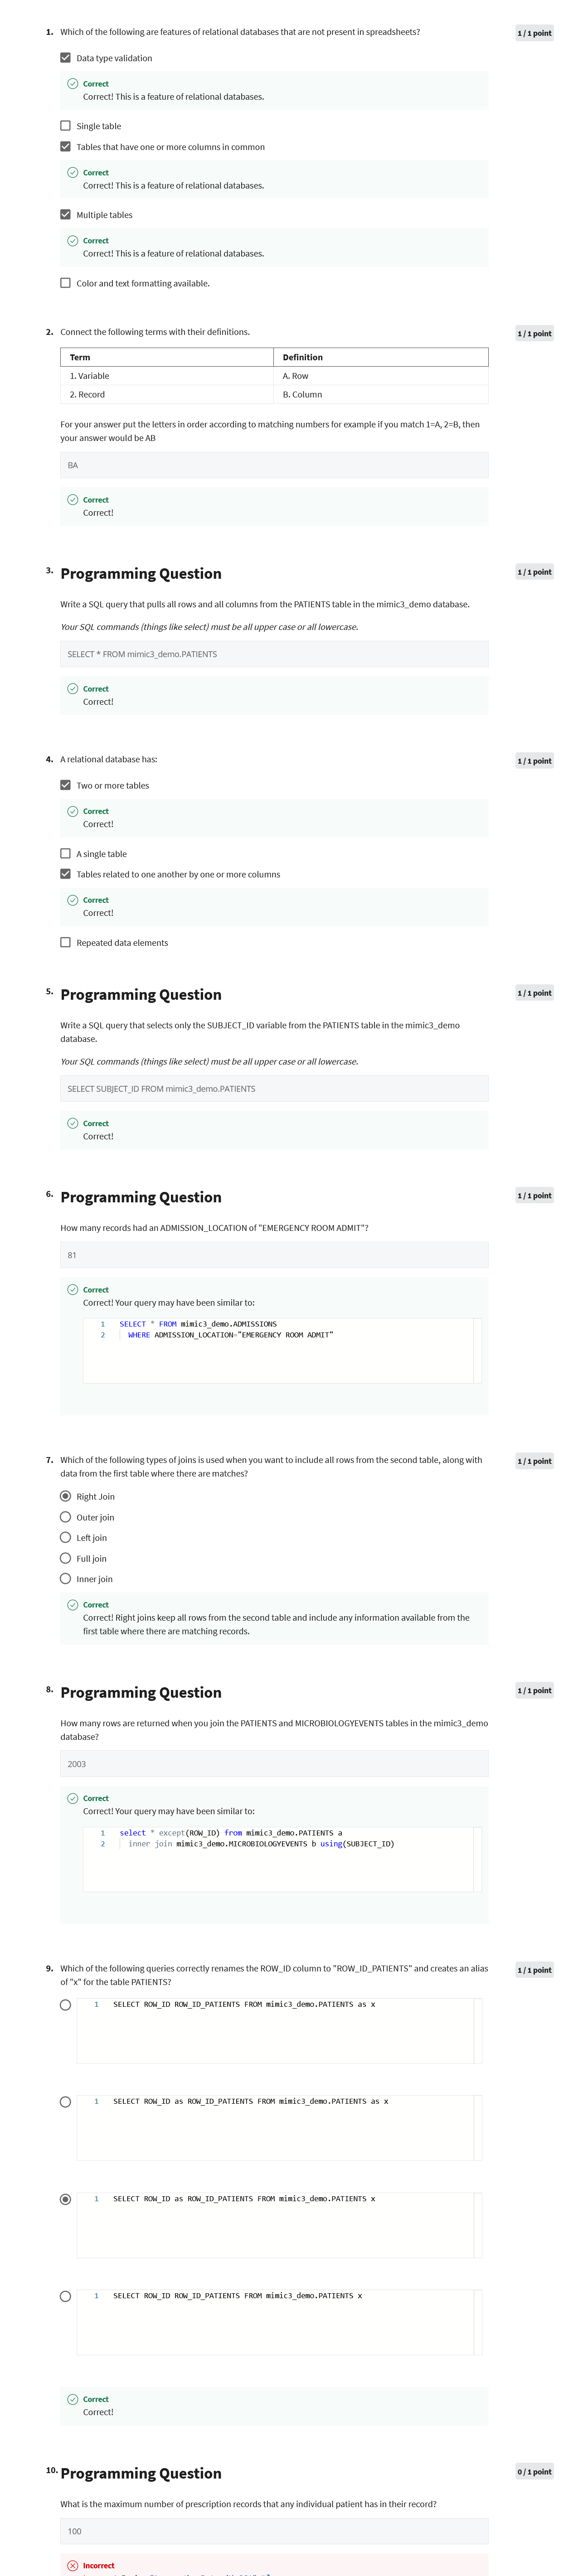 1. Which of the following are features of relational databases that are not present in spreadsheets?
1 / 1 point
Data type validation
Correct
Correct! This is a feature of relational databases.
Single table
Tables that have one or more columns in common
Correct
Correct! This is a feature of relational databases.
Multiple tables
Correct
Correct! This is a feature of relational databases.
Color and text formatting available.
2. Connect the following terms with their definitions.
1 / 1 point
Term Definition
1. Variable A. Row
2. Record B. Column
For your answer put the letters in order according to matching numbers for example if you match 1=A, 2=B, then
your answer would be AB
BA
Correct
Correct!
3. Programming Question
1 / 1 point
Write a SQL query that pulls all rows and all columns from the PATIENTS table in the mimic3_demo database.
Your SQL commands (things like select) must be all upper case or all lowercase.
SELECT * FROM mimic3_demo.PATIENTS
Correct
Correct!
4. A relational database has:
1 / 1 point
Two or more tables
Correct
Correct!
A single table
Tables related to one another by one or more columns
Correct
Correct!
Repeated data elements
5. Programming Question
1 / 1 point
Write a SQL query that selects only the SUBJECT_ID variable from the PATIENTS table in the mimic3_demo
database.
Your SQL commands (things like select) must be all upper case or all lowercase.
SELECT SUBJECT_ID FROM mimic3_demo.PATIENTS
Correct
Correct!
6. Programming Question
1 / 1 point
How many records had an ADMISSION_LOCATION of "EMERGENCY ROOM ADMIT"?
81
Correct
Correct! Your query may have been similar to:
1 SELECT * FROM mimic3_demo.ADMISSIONS
2 WHERE ADMISSION_LOCATION="EMERGENCY ROOM ADMIT"
7. Which of the following types of joins is used when you want to include all rows from the second table, along with
data from the first table where there are matches?
1 / 1 point
Right Join
Outer join
Left join
Full join
Inner join
Correct
Correct! Right joins keep all rows from the second table and include any information available from the
first table where there are matching records.
8. Programming Question
1 / 1 point
How many rows are returned when you join the PATIENTS and MICROBIOLOGYEVENTS tables in the mimic3_demo
database?
2003
Correct
Correct! Your query may have been similar to:
1 select * except(ROW_ID) from mimic3_demo.PATIENTS a
2 inner join mimic3_demo.MICROBIOLOGYEVENTS b using(SUBJECT_ID)
9. Which of the following queries correctly renames the ROW_ID column to "ROW_ID_PATIENTS" and creates an alias
of "x" for the table PATIENTS?
1 / 1 point
1 SELECT ROW_ID ROW_ID_PATIENTS FROM mimic3_demo.PATIENTS as x
1 SELECT ROW_ID as ROW_ID_PATIENTS FROM mimic3_demo.PATIENTS as x
1 SELECT ROW_ID as ROW_ID_PATIENTS FROM mimic3_demo.PATIENTS x
1 SELECT ROW_ID ROW_ID_PATIENTS FROM mimic3_demo.PATIENTS x
Correct
Correct!
10. Programming Question
0 / 1 point
What is the maximum number of prescription records that any individual patient has in their record?
100
Incorrect